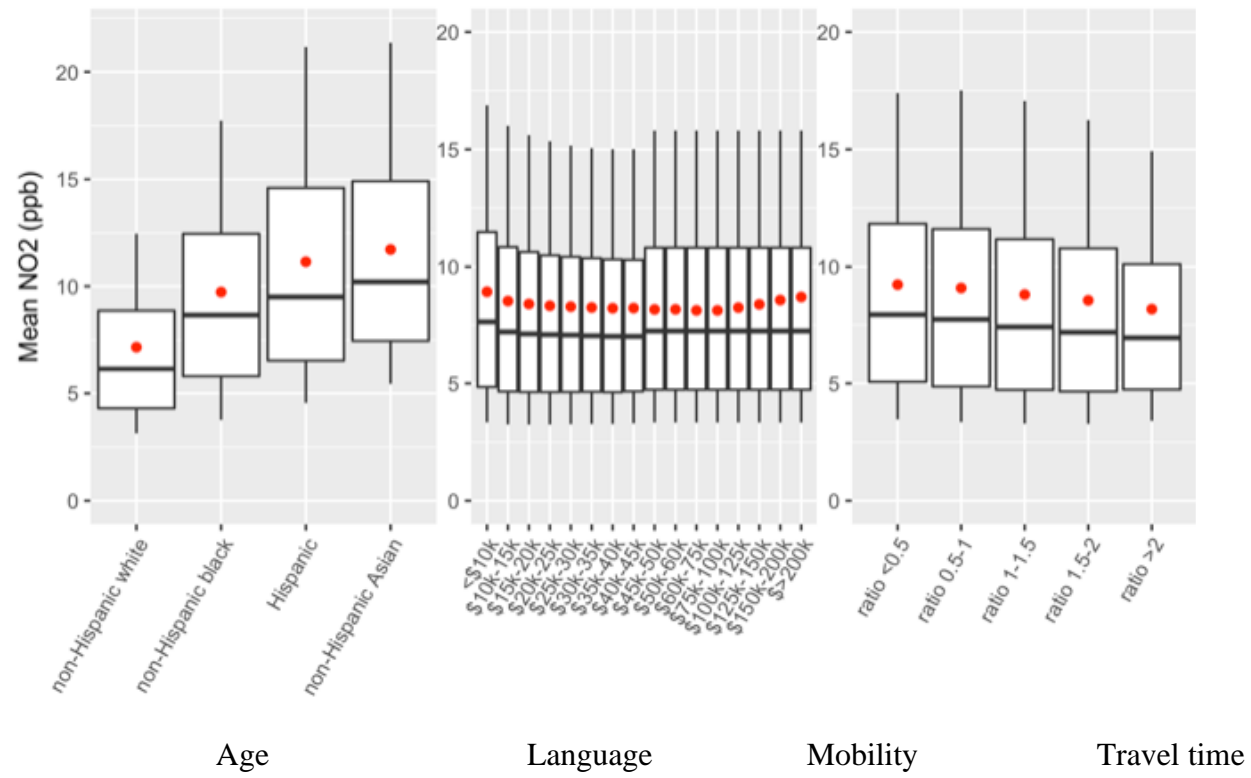 Mean NO2 (ppb)
20
15
10
5
0
non-Hispanic white
non-Hispanic black
Hispanic
non-Hispanic Asian
20
15
10
5
0
<$10k
$10k-15k
$15k-20k
$20k-25k
$25k-30k
$30k-35k
$35k-40k
$40k-45k
$45k-50k
$50k-60k
$60k-75k
$75k-100k
$100k-125k
$125k-150k
$150k-200k
$>200k
20
15
10
5
0
ratio <0.5
ratio 0.5-1
ratio 1-1.5
ratio 1.5-2
ratio >2
Age Language Mobility Travel time